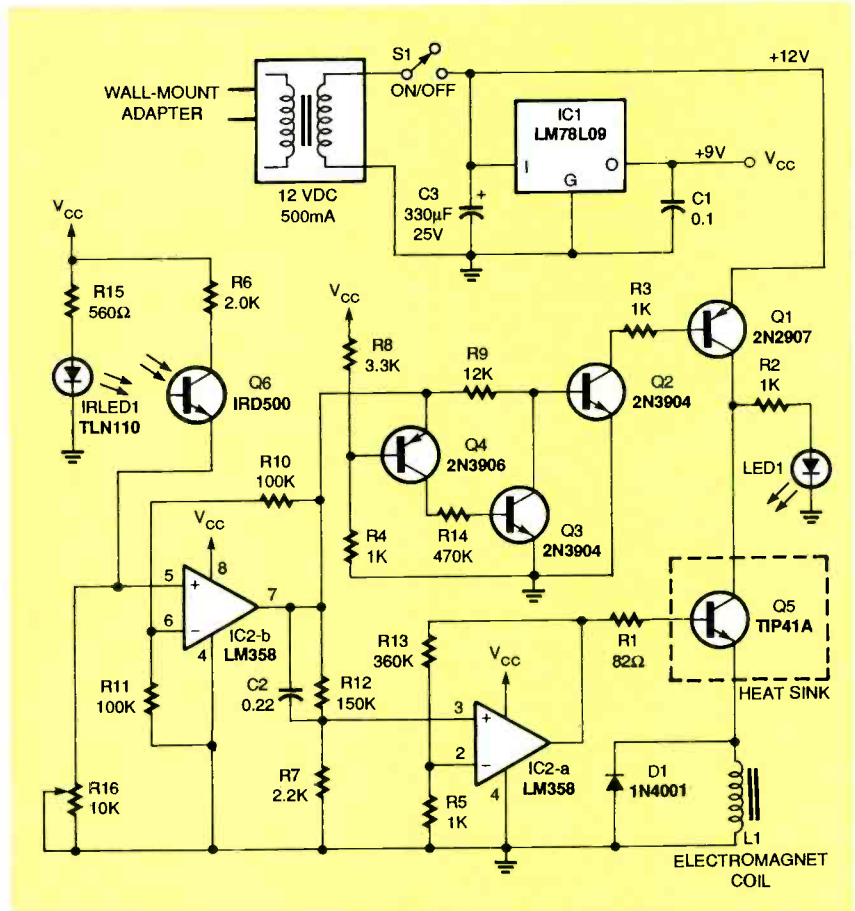 S1
ON/OFF
+12V
WALL-MOUNT
ADAPTER
12 VDC
500mA
IC1
LM78L09
I
O
G
+9V
VCC
C3
330µF
25V
+
C1
0.1
VCC
R15
560Ω
R6
2.0K
IRLED1
TLN110
Q6
IRD500
VCC
R8
3.3K
R9
12K
R3
1K
Q1
2N2907
Q2
2N3904
R2
1K
LED1
Q4
2N3906
R10
100K
R4
1K
R14
470K
Q3
2N3904
VCC
5
+
6
−
8
7
4
IC2-b
LM358
R11
100K
C2
0.22
R12
150K
R13
360K
VCC
R1
82Ω
Q5
TIP41A
HEAT SINK
3
+
2
−
4
IC2-a
LM358
R16
10K
R7
2.2K
R5
1K
D1
1N4001
L1
ELECTROMAGNET
COIL